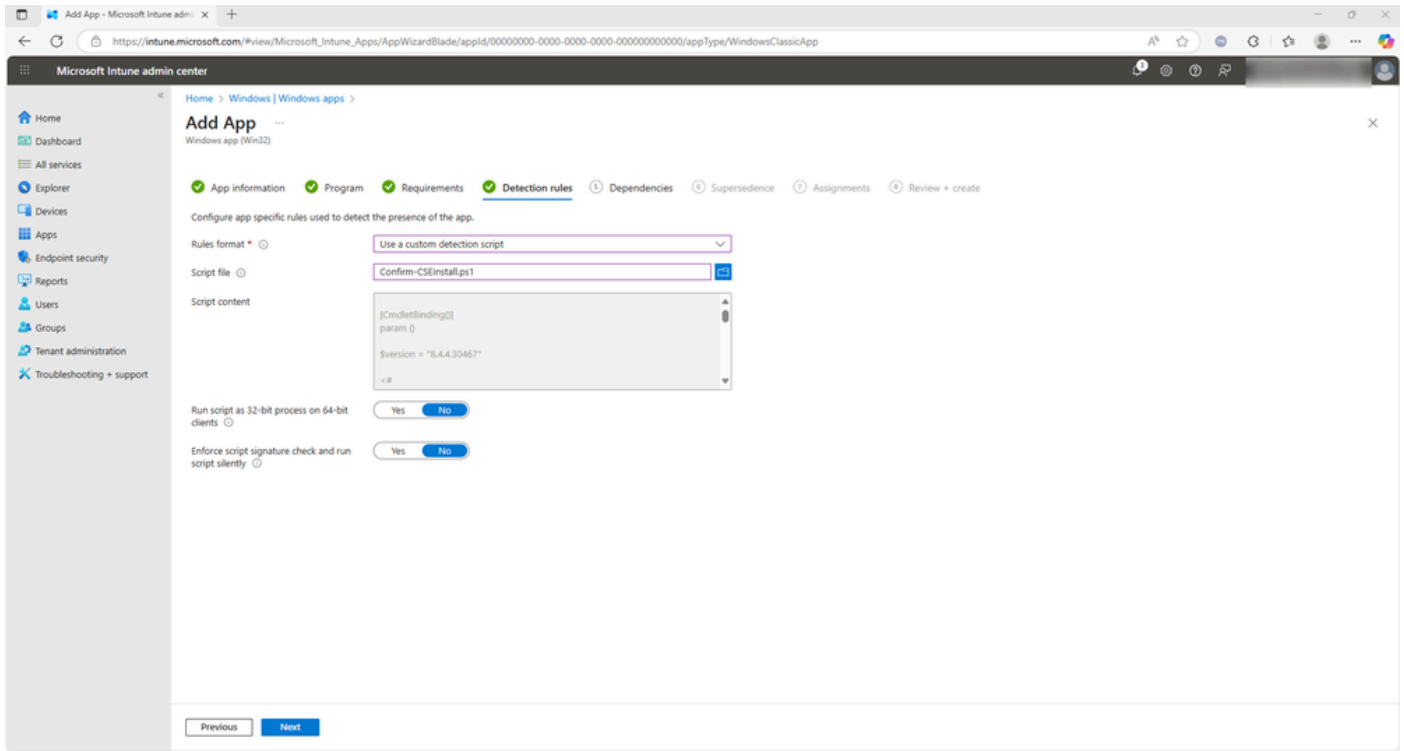 Add App - Microsoft Intune admi
https://intune.microsoft.com/#view/Microsoft_Intune_Apps/AppWizardBlade/appId/00000000-0000-0000-0000-000000000000/appType/WindowsClassicApp
Microsoft Intune admin center
Home
Dashboard
All services
Explorer
Devices
Apps
Endpoint security
Reports
Users
Groups
Tenant administration
Troubleshooting + support
Home > Windows | Windows apps >
Add App ...
Windows app (Win32)
App information Program Requirements Detection rules 5 Dependencies 6 Supersedence 7 Assignments 8 Review + create
Configure app specific rules used to detect the presence of the app.
Rules format * Use a custom detection script
Script file Confirm-CSEInstall.ps1
Script content
[CmdletBinding()]
param ()
$version = "8.4.4.30467"
<#
Run script as 32-bit process on 64-bit
clients
Yes No
Enforce script signature check and run
script silently
Yes No
Previous Next